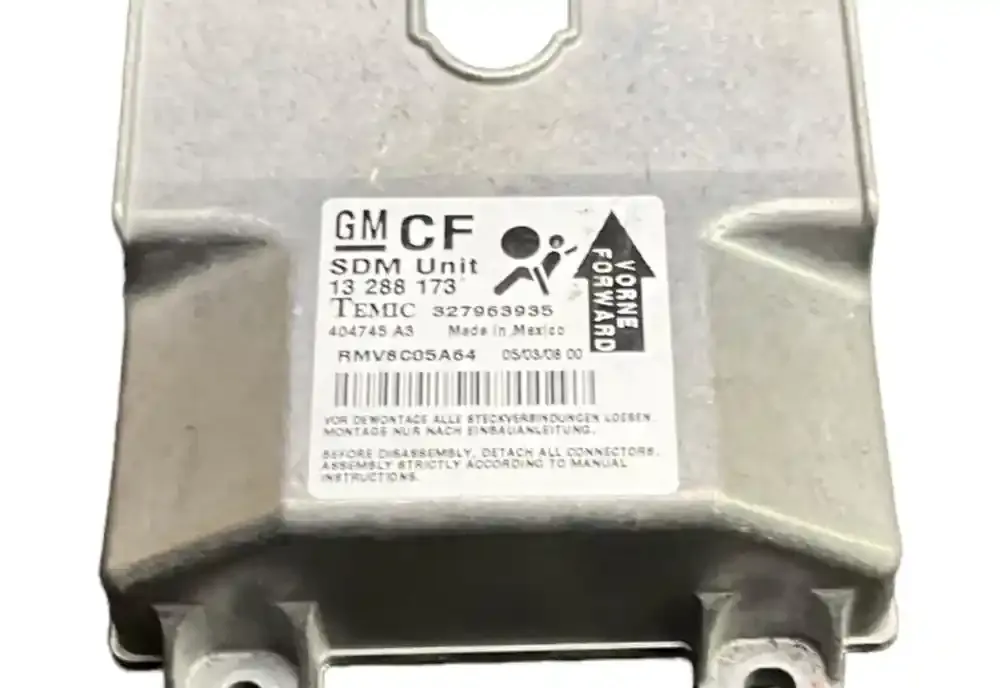 GM CF
SDM Unit
13 288 173
TEMIC 327963935
404745 A3 Made in Mexico
RMV8C05A64 05/03/08 00
VORNE
FORWARD
VOR DEMONTAGE ALLE STECKVERBINDUNGEN LOESEN.
MONTAGE NUR NACH EINBAUANLEITUNG.
BEFORE DISASSEMBLY, DETACH ALL CONNECTORS.
ASSEMBLY STRICTLY ACCORDING TO MANUAL
INSTRUCTIONS.